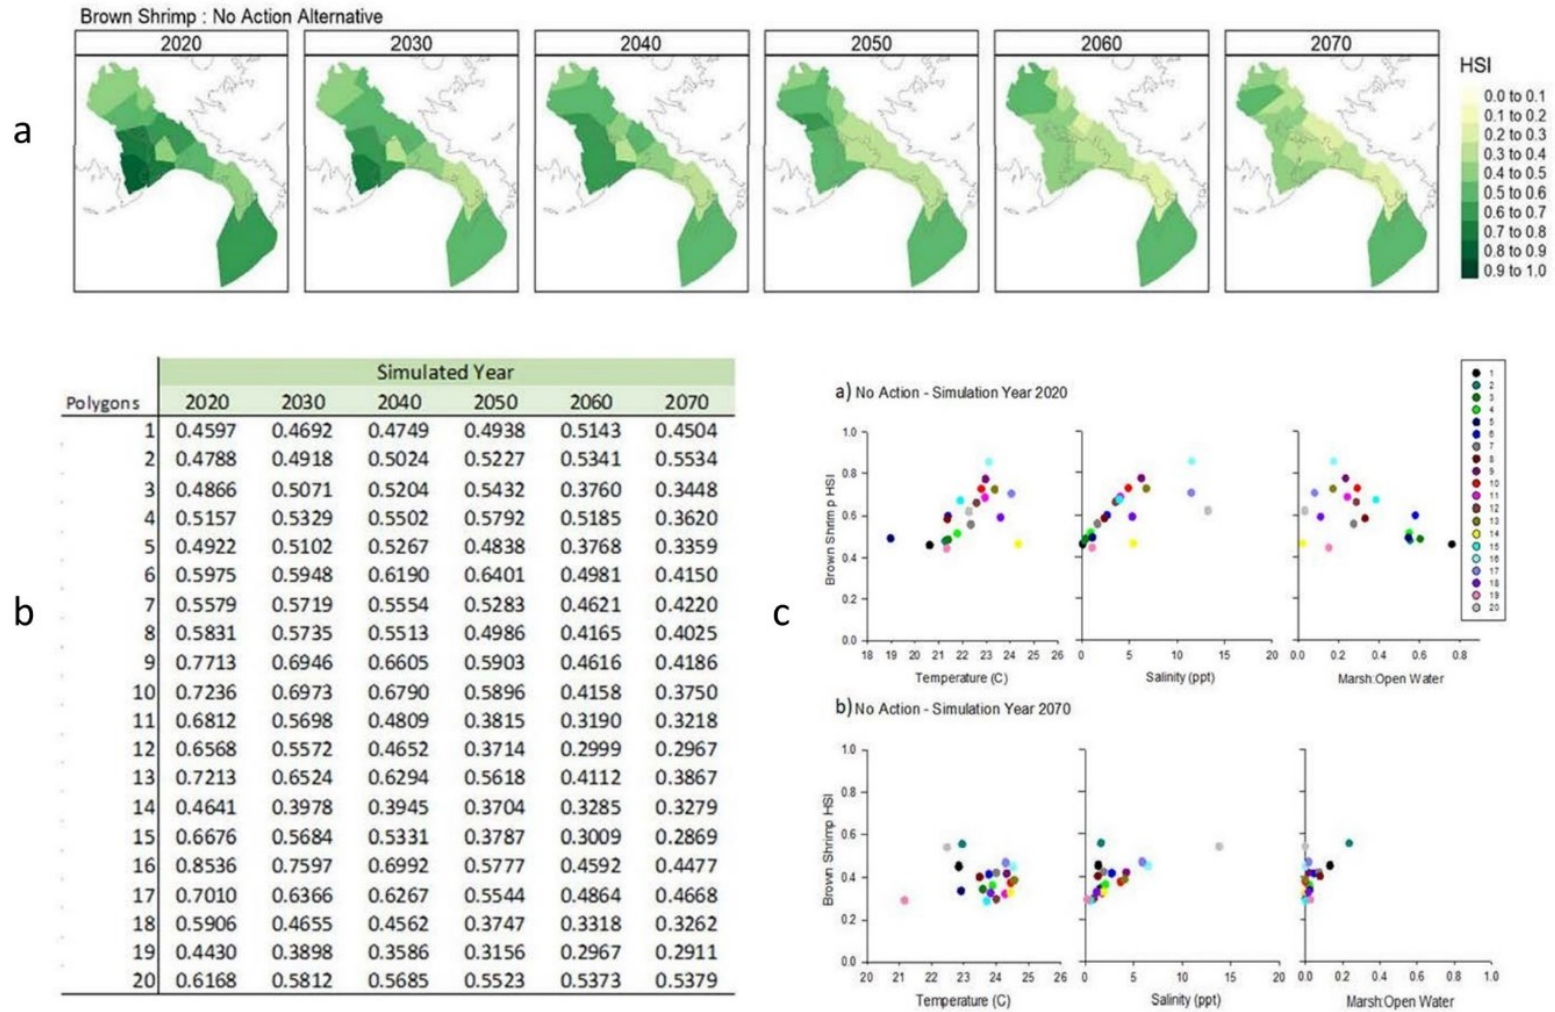 Brown Shrimp : No Action Alternative
2020 2030 2040 2050 2060 2070
HSI
0.0 to 0.1
0.1 to 0.2
0.2 to 0.3
0.3 to 0.4
0.4 to 0.5
0.5 to 0.6
0.6 to 0.7
0.7 to 0.8
0.8 to 0.9
0.9 to 1.0
a
Simulated Year
Polygons 2020 2030 2040 2050 2060 2070
1 0.4597 0.4692 0.4749 0.4938 0.5143 0.4504
2 0.4788 0.4918 0.5024 0.5227 0.5341 0.5534
3 0.4866 0.5071 0.5204 0.5432 0.3760 0.3448
4 0.5157 0.5329 0.5502 0.5792 0.5185 0.3620
5 0.4922 0.5102 0.5267 0.4838 0.3768 0.3359
6 0.5975 0.5948 0.6190 0.6401 0.4981 0.4150
7 0.5579 0.5719 0.5554 0.5283 0.4621 0.4220
8 0.5831 0.5735 0.5513 0.4986 0.4165 0.4025
9 0.7713 0.6946 0.6605 0.5903 0.4616 0.4186
10 0.7236 0.6973 0.6790 0.5896 0.4158 0.3750
11 0.6812 0.5698 0.4809 0.3815 0.3190 0.3218
12 0.6568 0.5572 0.4652 0.3714 0.2999 0.2967
13 0.7213 0.6524 0.6294 0.5618 0.4112 0.3867
14 0.4641 0.3978 0.3945 0.3704 0.3285 0.3279
15 0.6676 0.5684 0.5331 0.3787 0.3009 0.2869
16 0.8536 0.7597 0.6992 0.5777 0.4592 0.4477
17 0.7010 0.6366 0.6267 0.5544 0.4864 0.4668
18 0.5906 0.4655 0.4562 0.3747 0.3318 0.3262
19 0.4430 0.3898 0.3586 0.3156 0.2967 0.2911
20 0.6168 0.5812 0.5685 0.5523 0.5373 0.5379
b
c
a) No Action - Simulation Year 2020
1.0
0.8
0.6
0.4
0.2
0.0
Brown Shrimp HSI
18 19 20 21 22 23 24 25 26
Temperature (C)
0 5 10 15 20
Salinity (ppt)
0.0 0.2 0.4 0.6 0.8
Marsh:Open Water
1
2
3
4
5
6
7
8
9
10
11
12
13
14
15
16
17
18
19
20
b) No Action - Simulation Year 2070
1.0
0.8
0.6
0.4
0.2
0.0
Brown Shrimp HSI
20 21 22 23 24 25 26
Temperature (C)
0 5 10 15 20
Salinity (ppt)
0.0 0.2 0.4 0.6 0.8 1.0
Marsh:Open Water